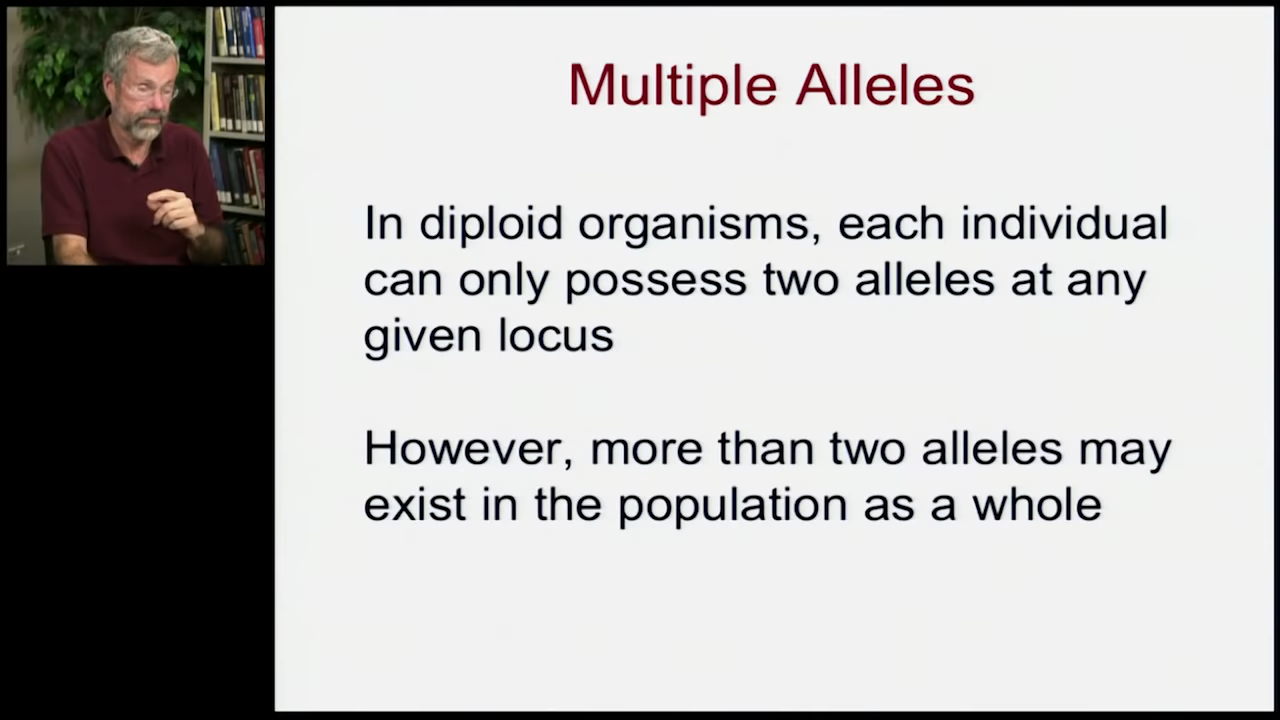 Multiple Alleles
In diploid organisms, each individual
can only possess two alleles at any
given locus
However, more than two alleles may
exist in the population as a whole